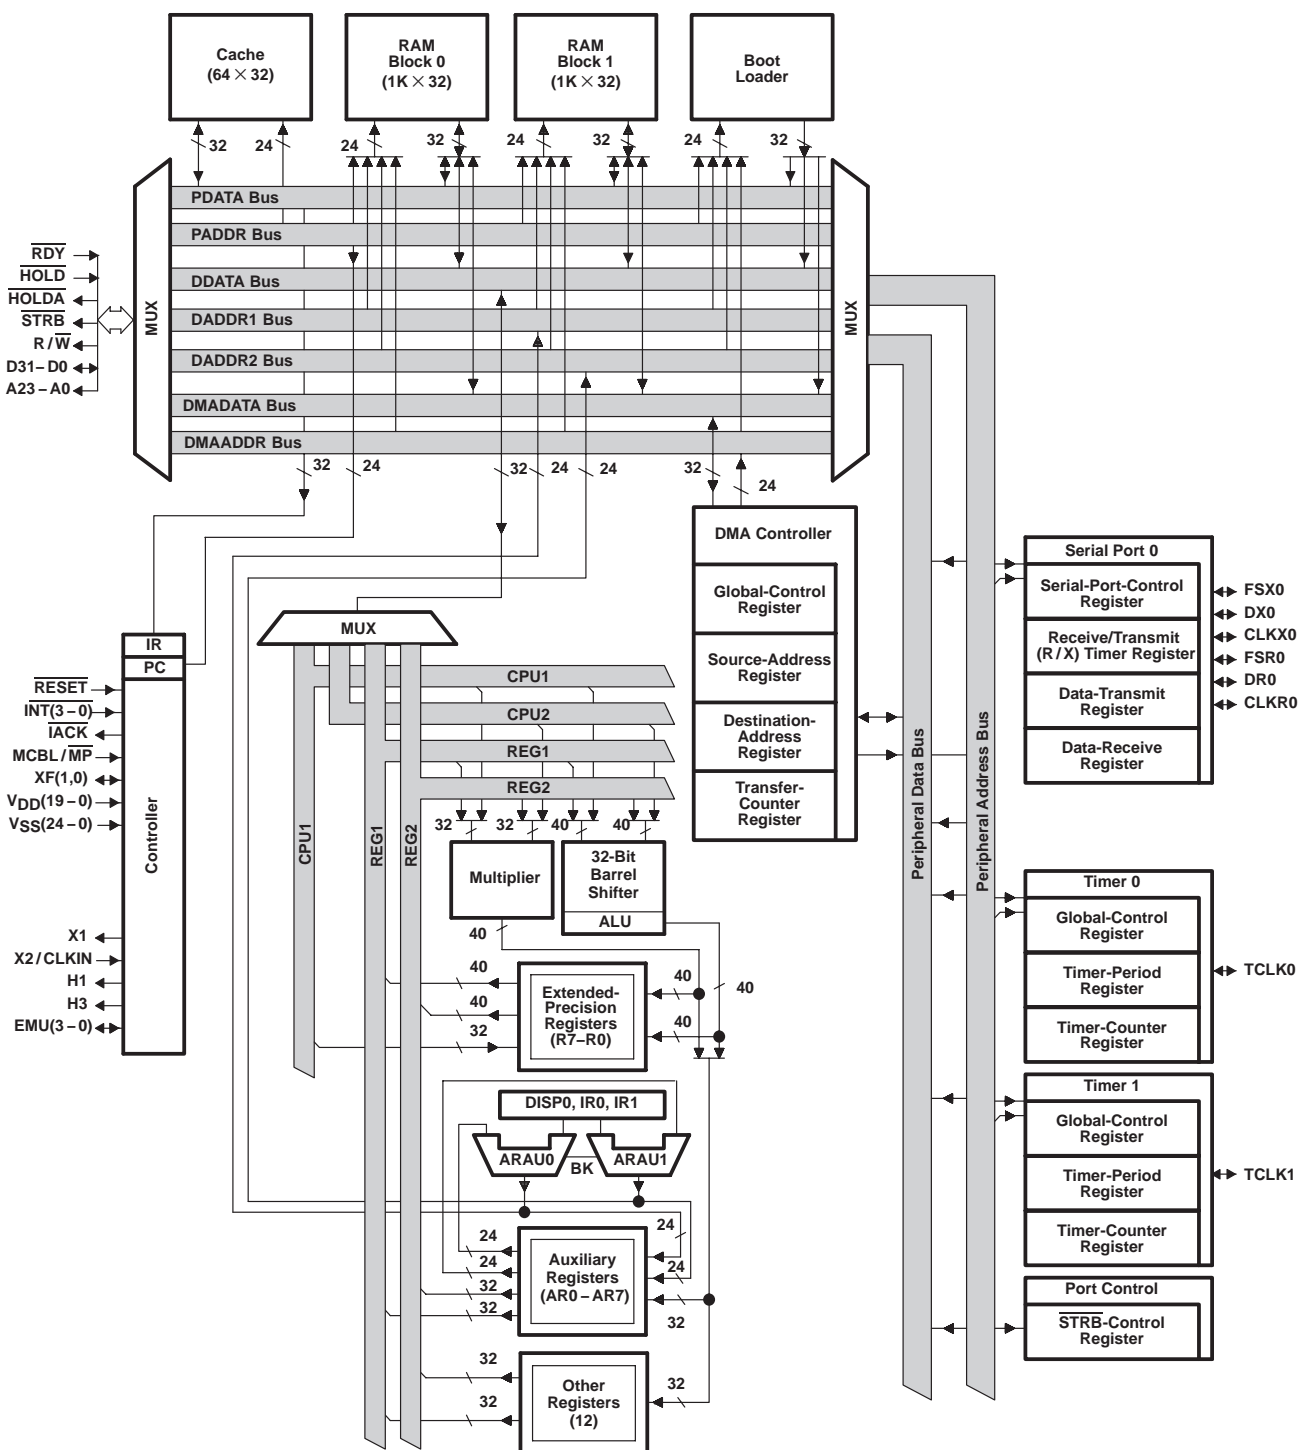 Cache
(64 × 32)
RAM
Block 0
(1K × 32)
RAM
Block 1
(1K × 32)
Boot
Loader
32
24
24
32
24
32
24
32
PDATA Bus
PADDR Bus
DDATA Bus
DADDR1 Bus
DADDR2 Bus
DMADATA Bus
DMAADDR Bus
MUX
MUX
RDY
HOLD
HOLDA
STRB
R / W
D31 – D0
A23 – A0
32
24
32
24
24
32
24
DMA Controller
Global-Control
Register
Source-Address
Register
Destination-
Address
Register
Transfer-
Counter
Register
Peripheral Data Bus
Peripheral Address Bus
Serial Port 0
Serial-Port-Control
Register
Receive/Transmit
(R / X) Timer Register
Data-Transmit
Register
Data-Receive
Register
FSX0
DX0
CLKX0
FSR0
DR0
CLKR0
IR
PC
Controller
RESET
INT(3 – 0)
IACK
MCBL / MP
XF(1,0)
VDD(19 – 0)
VSS(24 – 0)
X1
X2 / CLKIN
H1
H3
EMU(3 – 0)
MUX
CPU1
CPU2
REG1
REG2
CPU1
REG1
REG2
32
32
40
40
Multiplier
32-Bit
Barrel
Shifter
ALU
40
40
40
40
32
40
40
Extended-
Precision
Registers
(R7–R0)
DISP0, IR0, IR1
ARAU0
BK
ARAU1
24
24
32
32
24
24
32
Auxiliary
Registers
(AR0 – AR7)
32
32
32
Other
Registers
(12)
Timer 0
Global-Control
Register
Timer-Period
Register
Timer-Counter
Register
TCLK0
Timer 1
Global-Control
Register
Timer-Period
Register
Timer-Counter
Register
TCLK1
Port Control
STRB-Control
Register